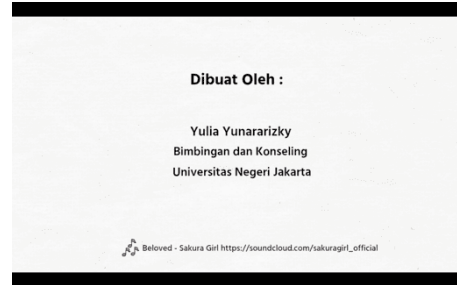 Dibuat Oleh :
Yulia Yunararizky
Bimbingan dan Konseling
Universitas Negeri Jakarta
Beloved - Sakura Girl https://soundcloud.com/sakuragirl_official